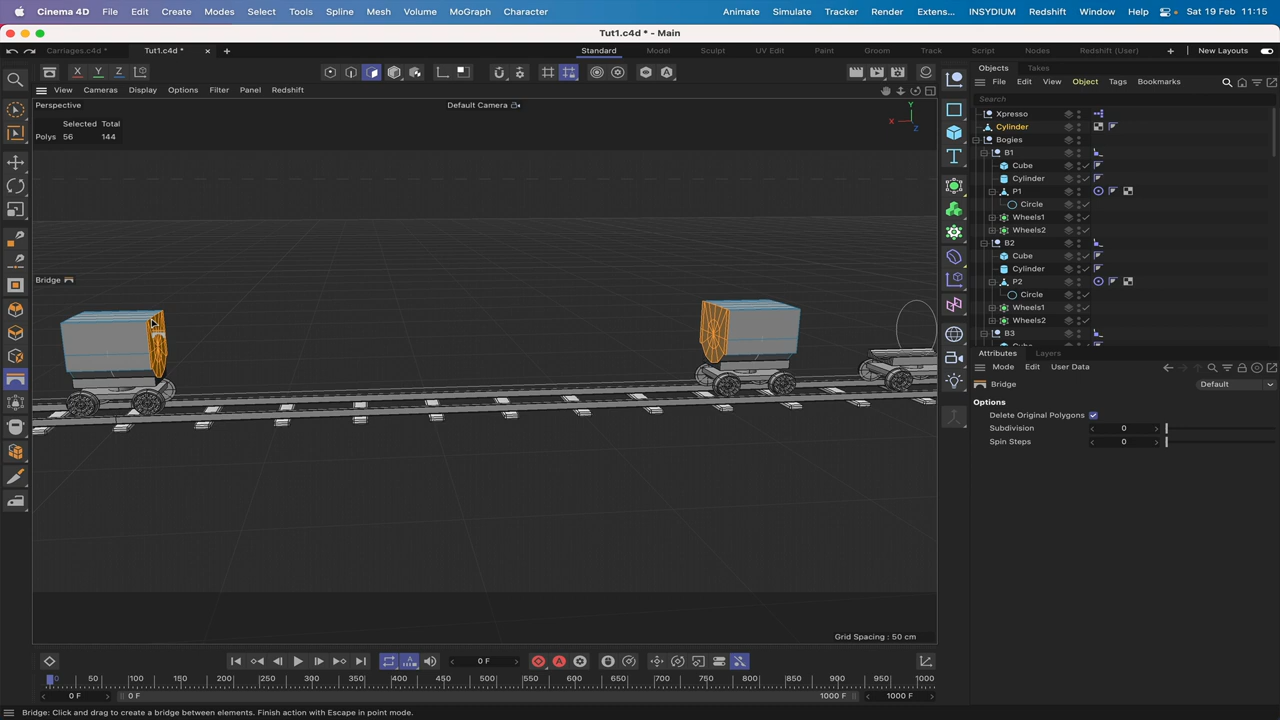 Cinema 4D File Edit Create Modes Select Tools Spline Mesh Volume MoGraph Character Animate Simulate Tracker Render Extens... INSYDIUM Redshift Window Help Sat 19 Feb 11:15
Tut1.c4d * - Main
Carriages.c4d * Tut1.c4d * Standard Model Sculpt UV Edit Paint Groom Track Script Nodes Redshift (User) New Layouts
X Y Z
Objects Takes
File Edit View Object Tags Bookmarks
View Cameras Display Options Filter Panel Redshift
Search
Perspective Default Camera
Y
X
Z
Xpresso
Selected Total
Cylinder
Polys 56 144
Bogies
B1
Cube
Cylinder
P1
Circle
Wheels1
Wheels2
B2
Cube
Cylinder
P2
Circle
Wheels1
Wheels2
B3
Bridge
Attributes Layers
Mode Edit User Data
Bridge Default
Options
Delete Original Polygons
Subdivision 0
Spin Steps 0
Grid Spacing : 50 cm
0 F
50 100 150 200 250 300 350 400 450 500 550 600 650 700 750 800 850 900 950 1000
0 F 0 F 1000 F 1000 F
Bridge: Click and drag to create a bridge between elements. Finish action with Escape in point mode.